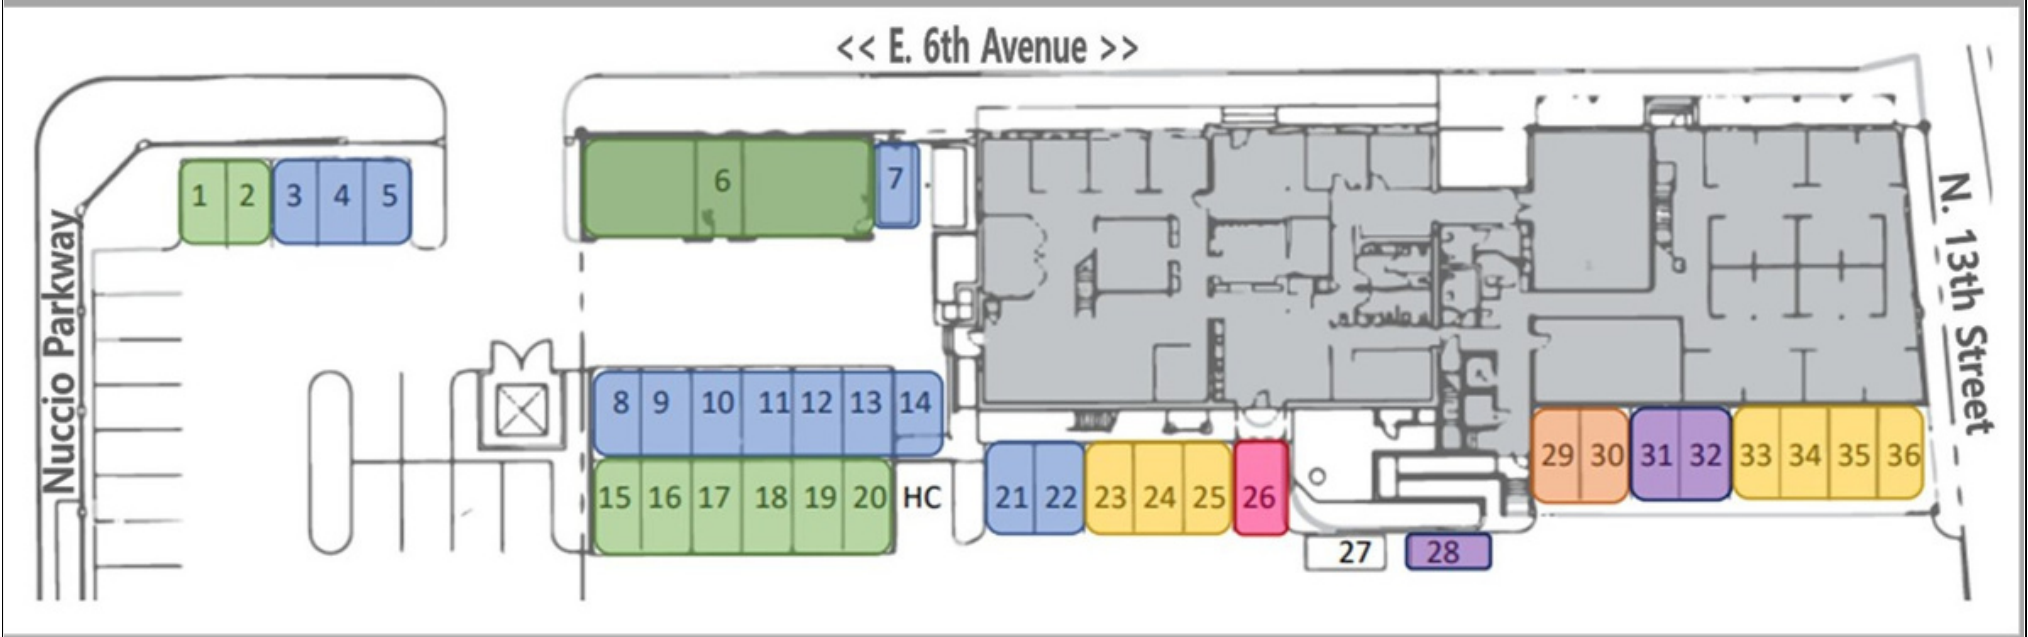 << E. 6th Avenue >>
Nuccio Parkway
N. 13th Street
1 2 3 4 5
6
7
8 9 10 11 12 13 14
15 16 17 18 19 20 HC
21 22 23 24 25 26
27 28
29 30 31 32 33 34 35 36